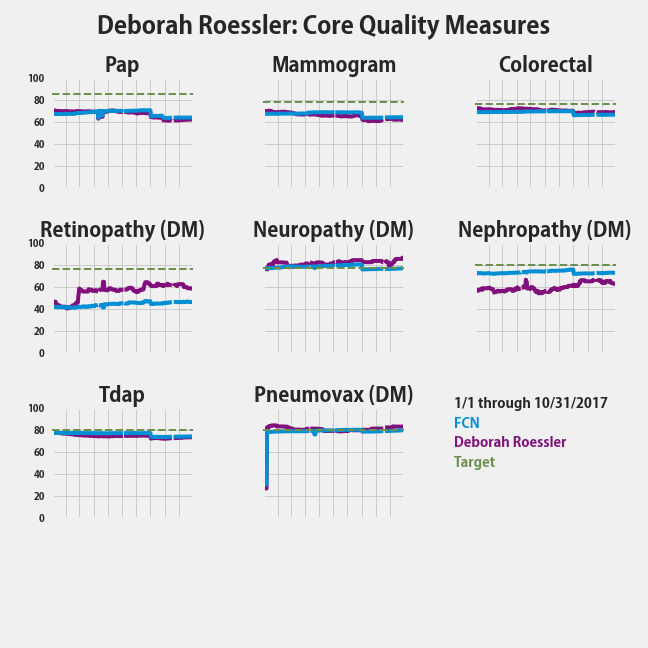 Deborah Roessler: Core Quality Measures
Pap
Mammogram
Colorectal
100
80
60
40
20
0
Retinopathy (DM)
Neuropathy (DM)
Nephropathy (DM)
100
80
60
40
20
0
Tdap
Pneumovax (DM)
100
80
60
40
20
0
1/1 through 10/31/2017
FCN
Deborah Roessler
Target